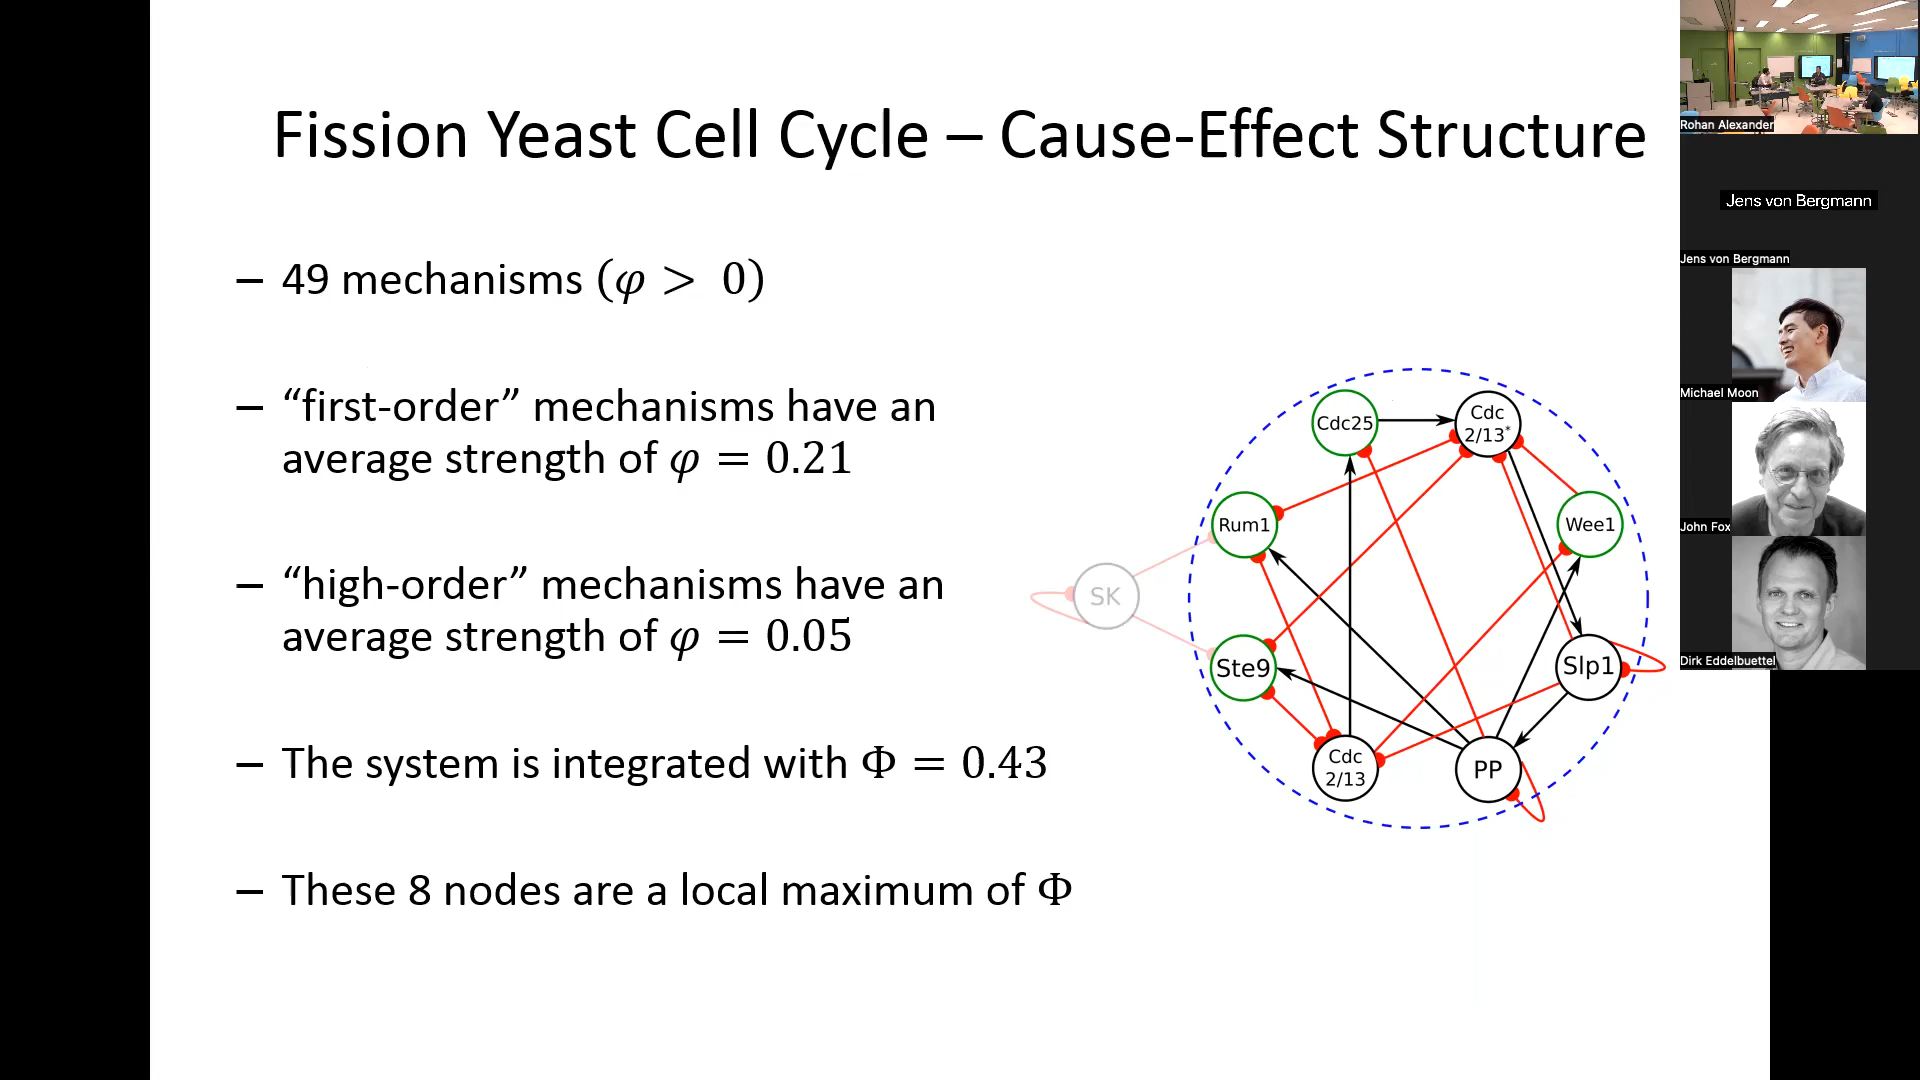 Fission Yeast Cell Cycle – Cause-Effect Structure
– 49 mechanisms (φ > 0)
– “first-order” mechanisms have an
average strength of φ = 0.21
– “high-order” mechanisms have an
average strength of φ = 0.05
– The system is integrated with Φ = 0.43
– These 8 nodes are a local maximum of Φ
Cdc25
Cdc
2/13*
Rum1
Wee1
SK
Ste9
Slp1
Cdc
2/13
PP
Rohan Alexander
Jens von Bergmann
Jens von Bergmann
Michael Moon
John Fox
Dirk Eddelbuettel